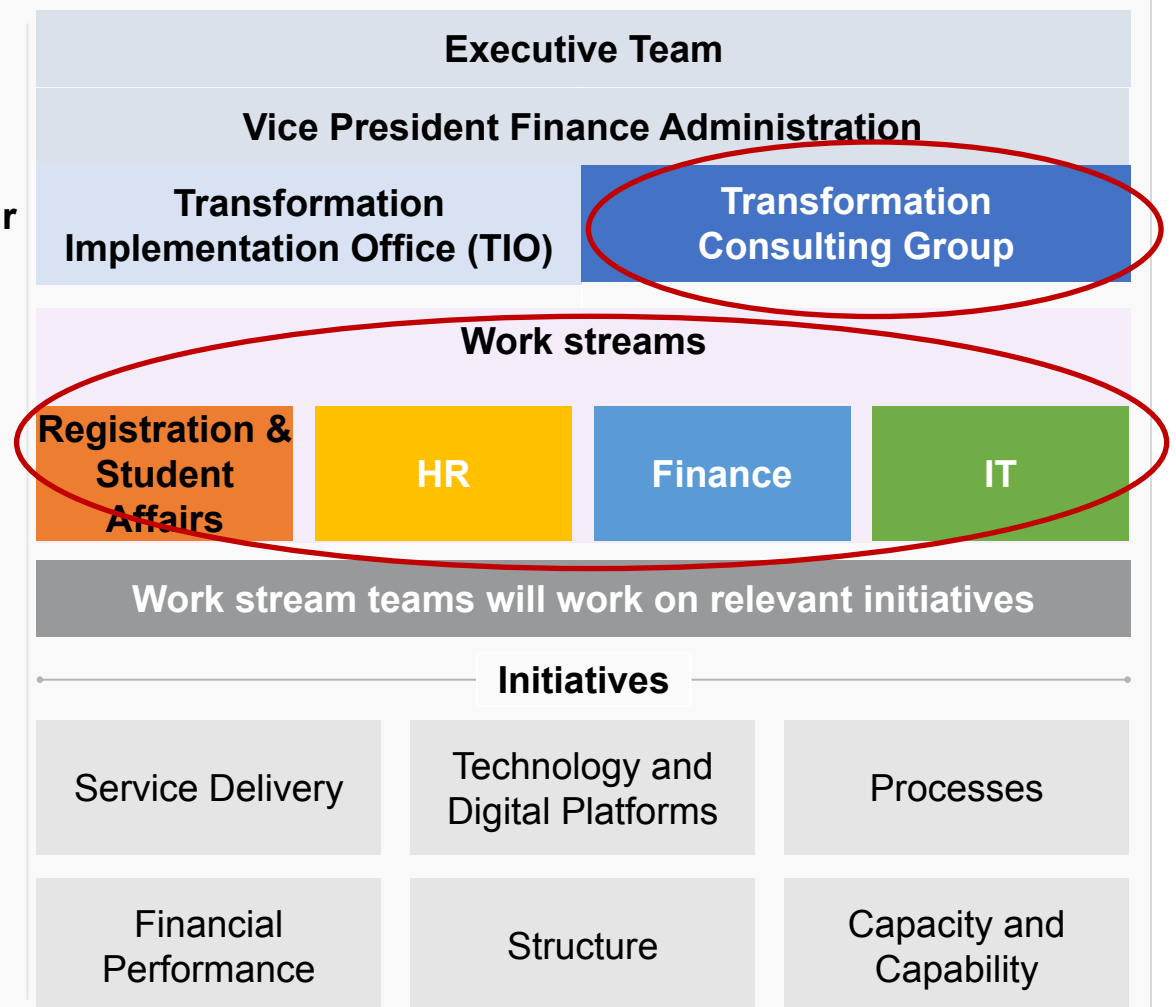 Executive Team
Vice President Finance Administration
r
Transformation
Implementation Office (TIO)
Transformation
Consulting Group
Work streams
Registration &
Student
Affairs
HR
Finance
IT
Work stream teams will work on relevant initiatives
Initiatives
Service Delivery
Technology and
Digital Platforms
Processes
Financial
Performance
Structure
Capacity and
Capability